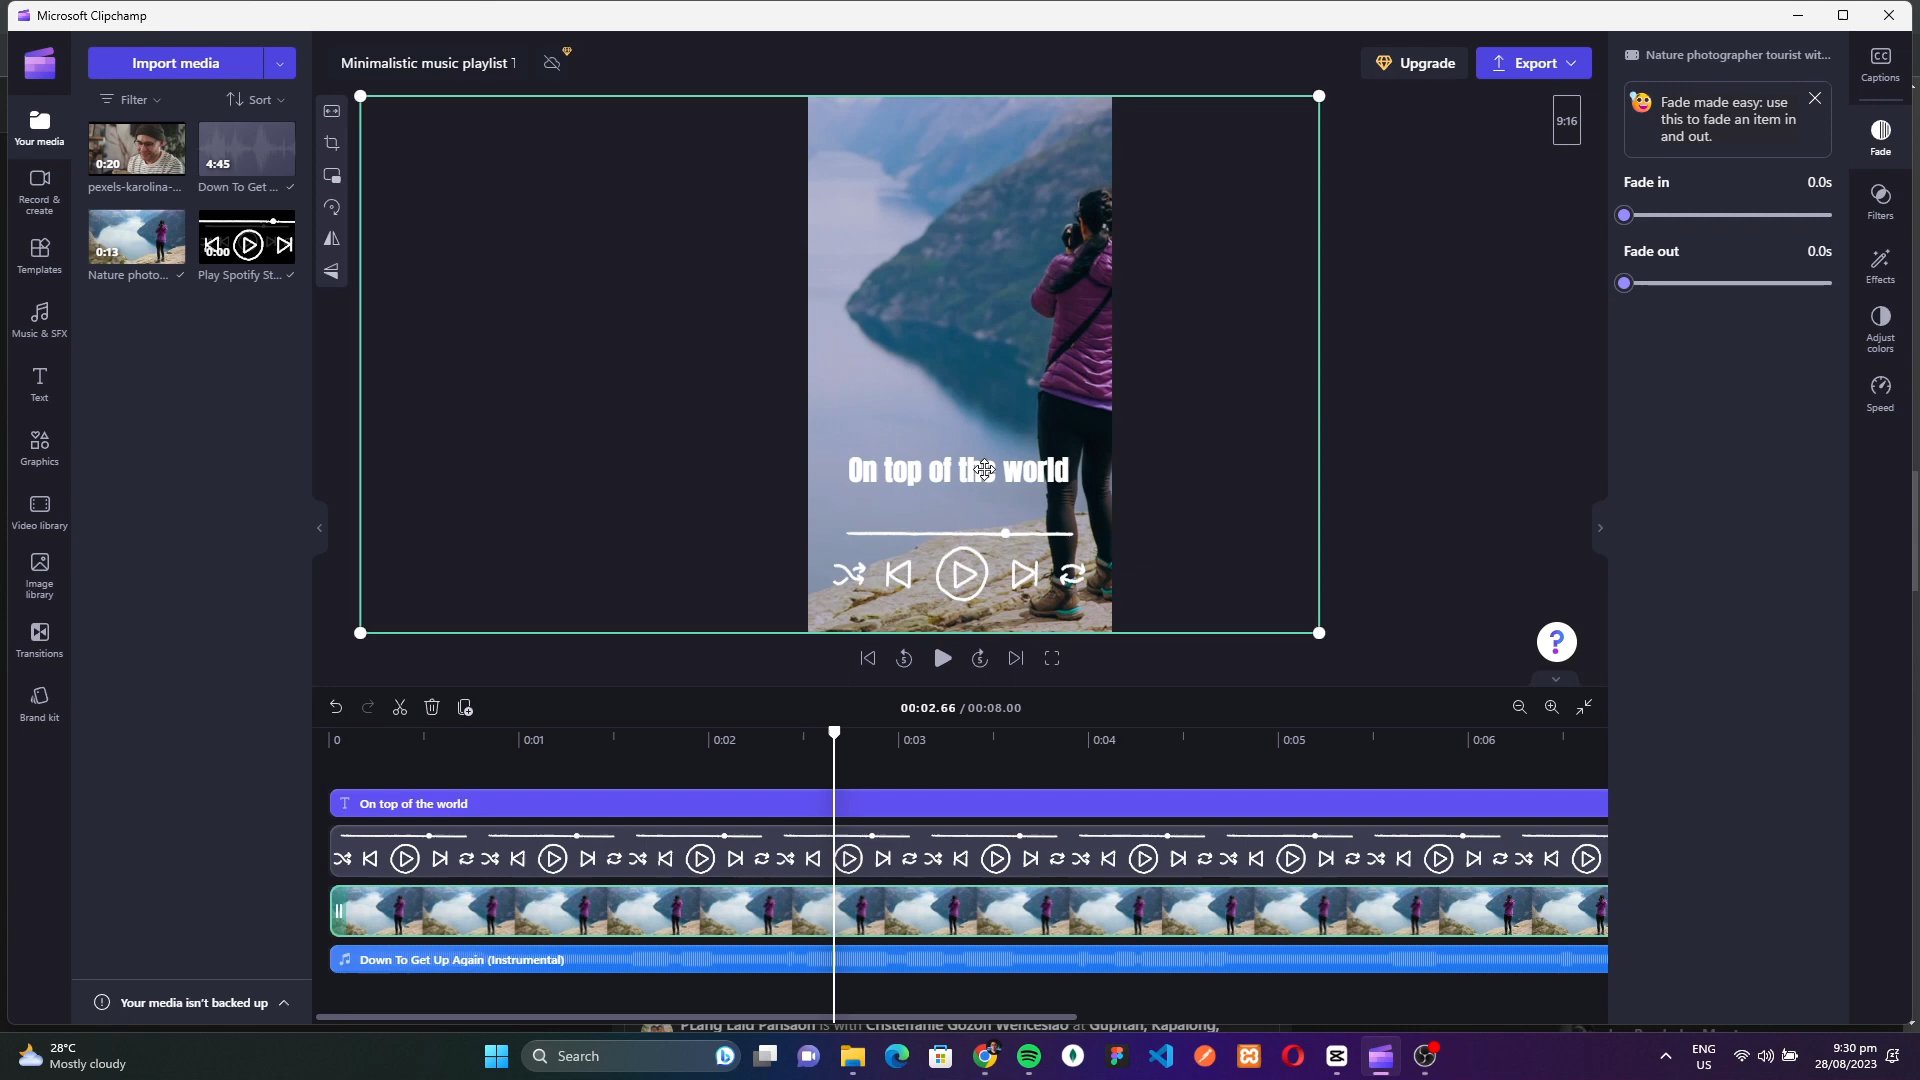 Microsoft Clipchamp
Import media
Minimalistic music playlist
Upgrade
Export
Nature photographer tourist wit...
Captions
Filter
Sort
Your media
0:20
4:45
pexels-karolina-...
Down To Get ...
0:13
0:00
Nature photo...
Play Spotify St...
9:16
Fade made easy: use
this to fade an item in
and out.
Fade
Fade in
0.0s
Fade out
0.0s
Filters
Effects
Adjust
colors
Speed
Record &
create
Templates
Music & SFX
Text
Graphics
Video library
Image
library
Transitions
Brand kit
On top of the world
00:02.66 / 00:08.00
0
0:01
0:02
0:03
0:04
0:05
0:06
On top of the world
Down To Get Up Again (Instrumental)
Your media isn't backed up
28°C
Mostly cloudy
Search
ENG
US
9:30 pm
28/08/2023